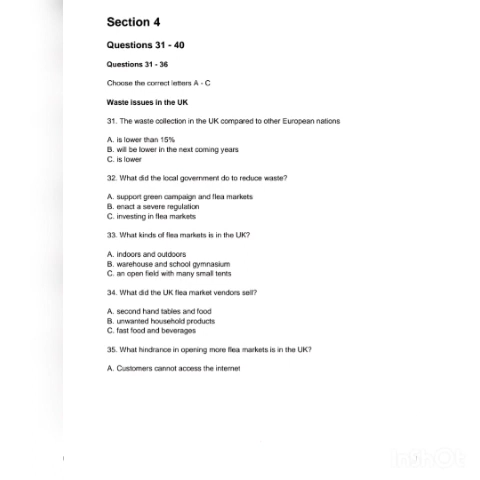 Section 4
Questions 31 - 40
Questions 31 - 36
Choose the correct letters A - C
Waste issues in the UK
31. The waste collection in the UK compared to other European nations
A. is lower than 15%
B. will be lower in the next coming years
C. is lower
32. What did the local government do to reduce waste?
A. support green campaign and flea markets
B. enact a severe regulation
C. investing in flea markets
33. What kinds of flea markets is in the UK?
A. indoors and outdoors
B. warehouse and school gymnasium
C. an open field with many small tents
34. What did the UK flea market vendors sell?
A. second hand tables and food
B. unwanted household products
C. fast food and beverages
35. What hindrance in opening more flea markets is in the UK?
A. Customers cannot access the internet